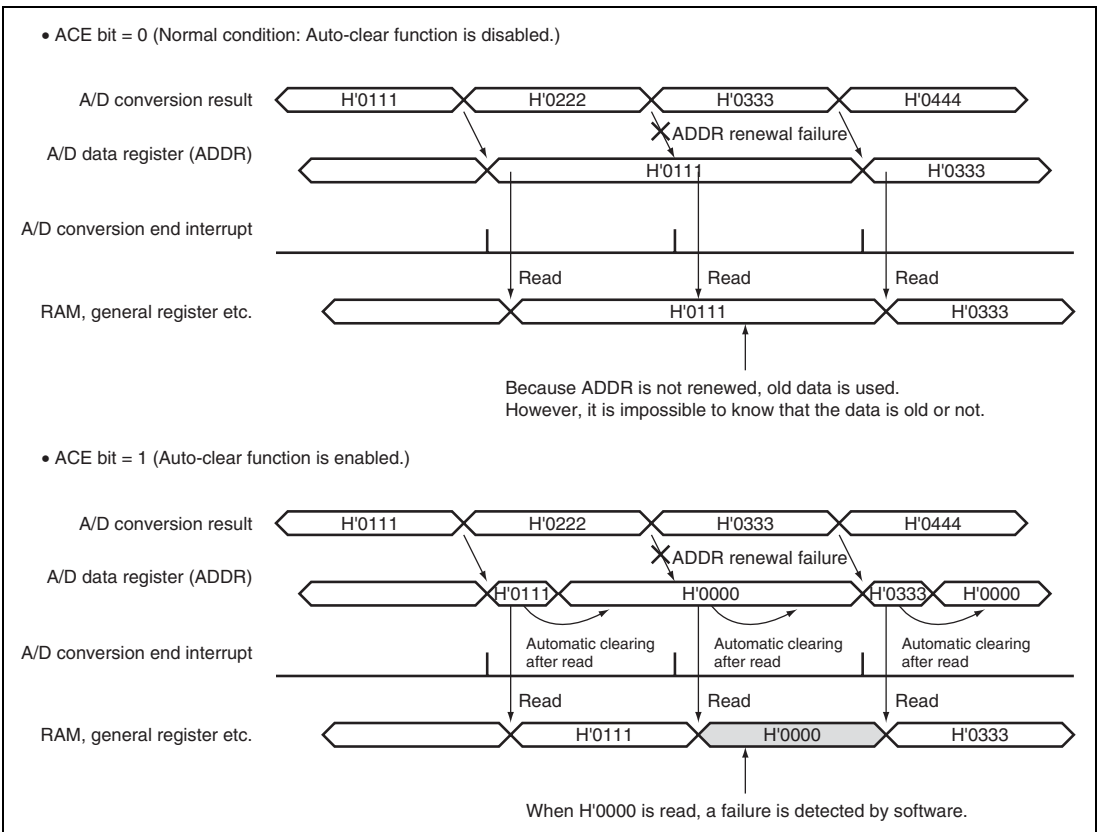 • ACE bit = 0 (Normal condition: Auto-clear function is disabled.)
A/D conversion result
H'0111
H'0222
H'0333
H'0444
ADDR renewal failure
A/D data register (ADDR)
H'0111
H'0333
A/D conversion end interrupt
Read
Read
Read
RAM, general register etc.
H'0111
H'0333
Because ADDR is not renewed, old data is used.
However, it is impossible to know that the data is old or not.
• ACE bit = 1 (Auto-clear function is enabled.)
A/D conversion result
H'0111
H'0222
H'0333
H'0444
ADDR renewal failure
A/D data register (ADDR)
H'0111
H'0000
H'0333
H'0000
Automatic clearing
after read
Automatic clearing
after read
Automatic clearing
after read
A/D conversion end interrupt
Read
Read
Read
RAM, general register etc.
H'0111
H'0000
H'0333
When H'0000 is read, a failure is detected by software.